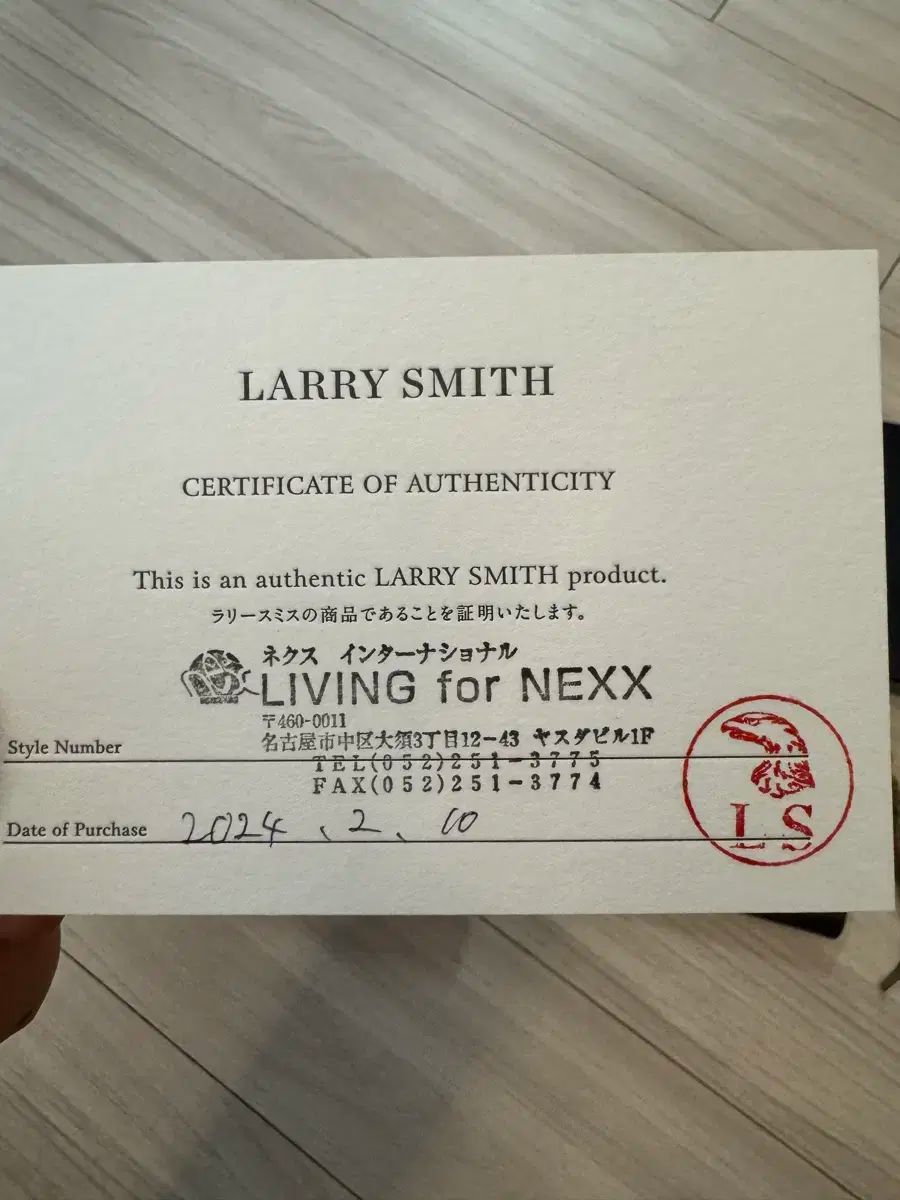 LARRY SMITH
CERTIFICATE OF AUTHENTICITY
This is an authentic LARRY SMITH product.
ラリースミスの商品であることを証明いたします。
ネクス インターナショナル
LIVING for NEXX
〒460-0011
名古屋市中区大須3丁目12-43 ヤスダビル1F
Style Number
TEL(052)251-3775
FAX(052)251-3774
Date of Purchase 2024、2、10
LS